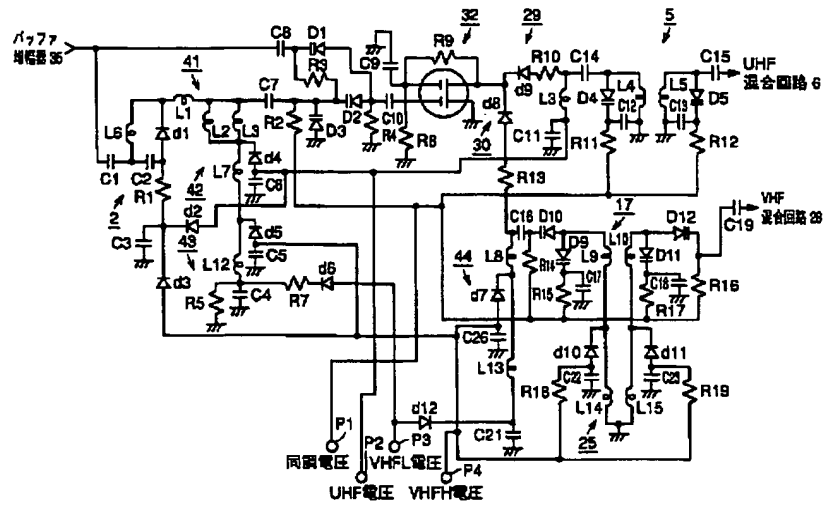 バッファ
増幅器 35
C8
D1
R3
41
L1
C7
L6
d1
L2
L3
R2
D3
D2
C10
R4
C1
C2
R1
L7
d4
C6
42
2
d2
43
C3
d3
d5
C5
L12
R5
C4
R7
d6
32
C9
R9
R8
d8
30
R13
29
d9
R10
C14
L3
C11
D4
L4
C12
R11
5
L5
C13
D5
C15
R12
UHF
混合回路 6
C16
D10
L8
R14
D9
C17
R15
44
d7
C26
L13
17
L9
L10
D11
C18
R17
D12
R16
C19
VHF
混合回路 28
d10
C22
R18
L14
L15
25
d11
C23
R19
d12
C21
P1
P2
P3
P4
同調電圧
VHFL電圧
UHF電圧
VHFH電圧